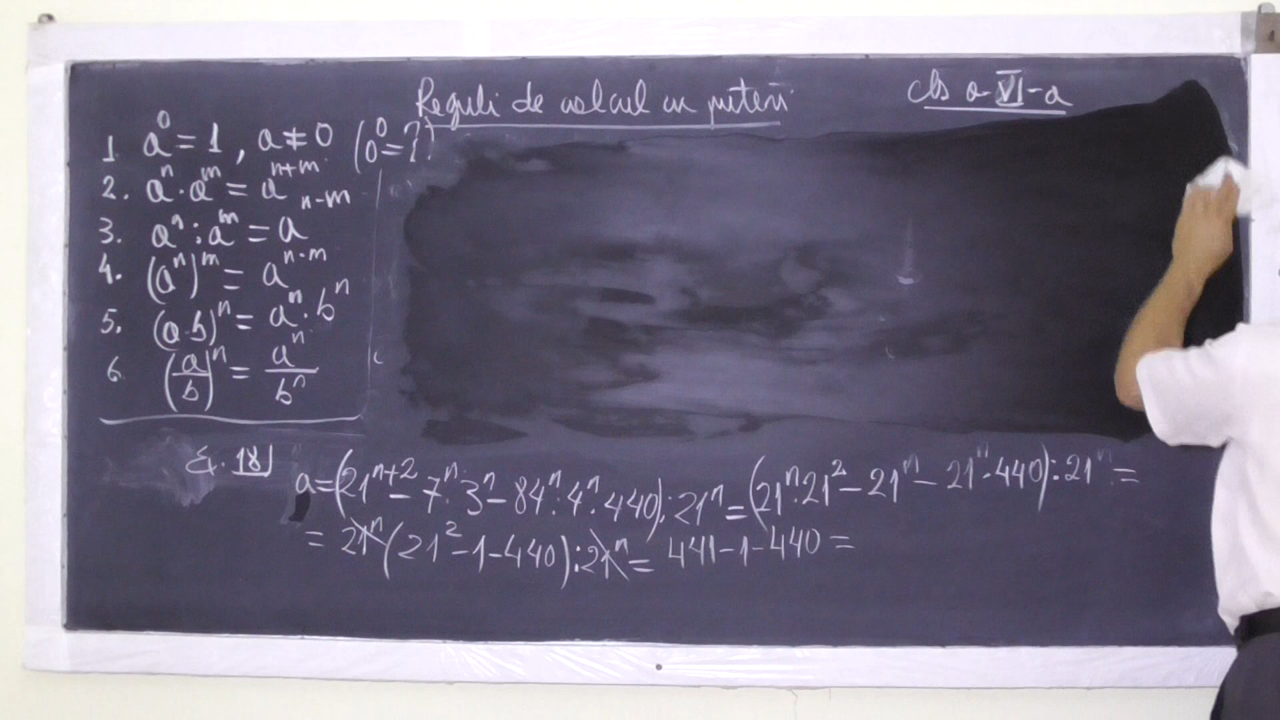 Reguli de calcul cu puteri
cls a-VI-a
1. a⁰ = 1, a ≠ 0 (0⁰ = ?)
2. aⁿ · aᵐ = aⁿ⁺ᵐ
3. aⁿ : aᵐ = aⁿ⁻ᵐ
4. (aⁿ)ᵐ = aⁿ·ᵐ
5. (a·b)ⁿ = aⁿ · bⁿ
6. (a/b)ⁿ = aⁿ/bⁿ
E. 18 a = (21ⁿ⁺² − 7ⁿ · 3ⁿ − 84ⁿ : 4ⁿ · 440) : 21ⁿ = (21ⁿ · 21² − 21ⁿ − 21ⁿ · 440) : 21ⁿ =
= 21ⁿ (21² − 1 − 440) : 21ⁿ = 441 − 1 − 440 =